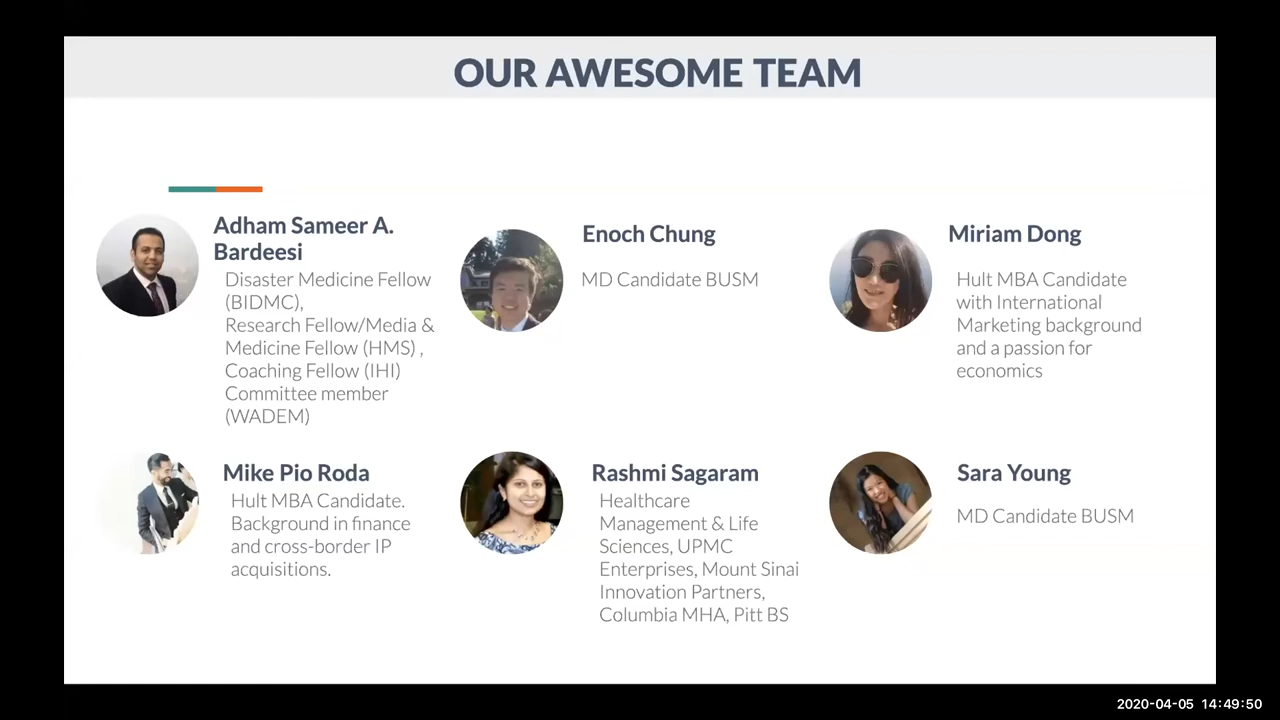 OUR AWESOME TEAM
Adham Sameer A.
Bardeesi
Disaster Medicine Fellow
(BIDMC),
Research Fellow/Media &
Medicine Fellow (HMS) ,
Coaching Fellow (IHI)
Committee member
(WADEM)
Enoch Chung
MD Candidate BUSM
Miriam Dong
Hult MBA Candidate
with International
Marketing background
and a passion for
economics
Mike Pio Roda
Hult MBA Candidate.
Background in finance
and cross-border IP
acquisitions.
Rashmi Sagaram
Healthcare
Management & Life
Sciences, UPMC
Enterprises, Mount Sinai
Innovation Partners,
Columbia MHA, Pitt BS
Sara Young
MD Candidate BUSM
2020-04-05 14:49:50